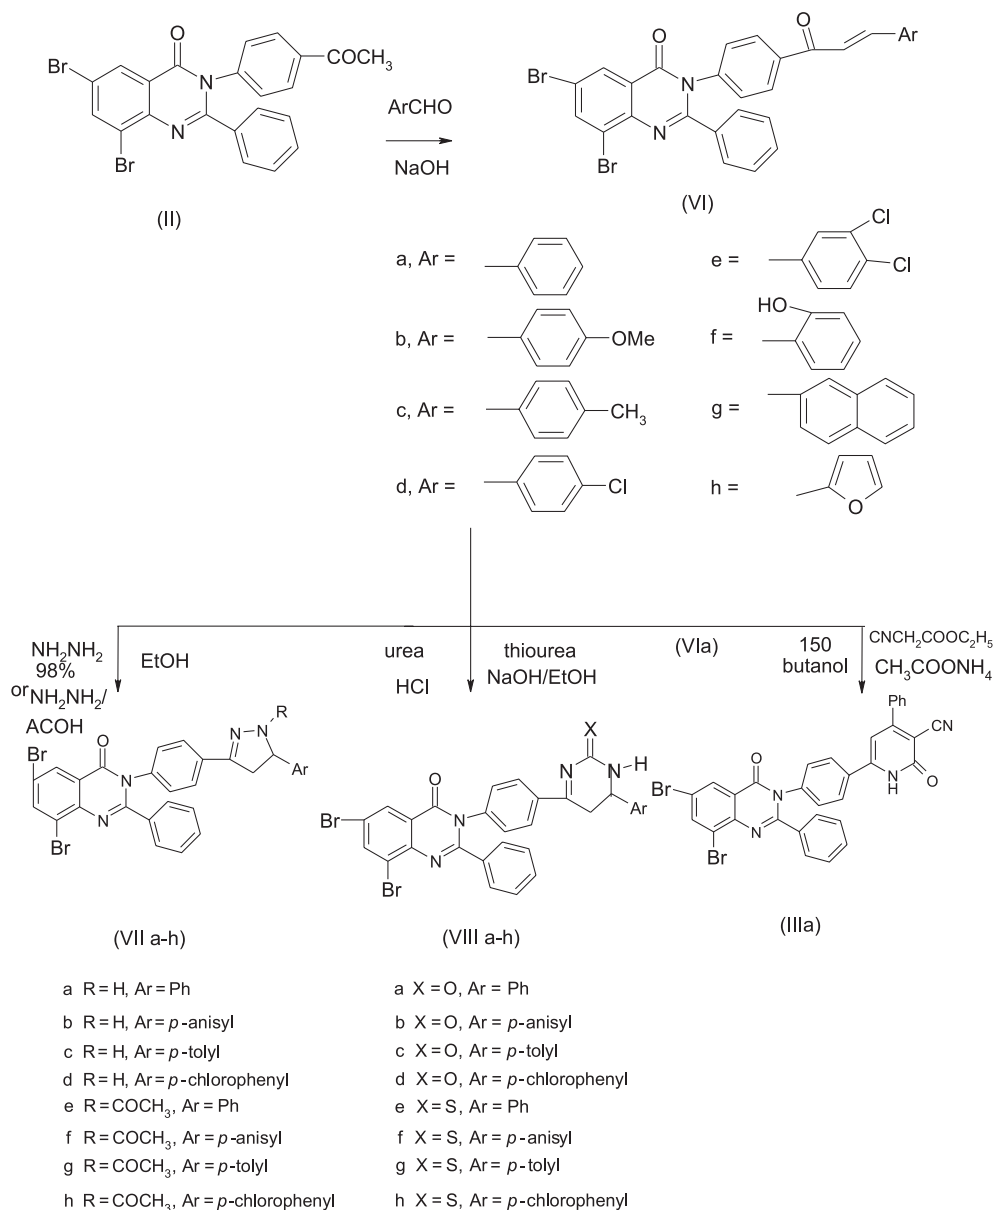 O
Br
N
N
Br
COCH3
(II)
ArCHO
NaOH
O
Br
N
N
Br
O
Ar
(VI)
a, Ar =
e =
Cl
Cl
b, Ar =
OMe
f =
HO
c, Ar =
CH3
g =
d, Ar =
Cl
h =
O
NH2NH2
98%
or NH2NH2/
ACOH
EtOH
urea
HCl
thiourea
NaOH/EtOH
(VIa)
150
butanol
CNCH2COOC2H5
CH3COONH4
R
N
N
Ar
O
Br
N
N
Br
X
N
N
H
Ar
O
Br
N
N
Br
Ph
CN
O
N
H
O
Br
N
N
Br
(VII a-h)
(VIII a-h)
(IIIa)
a R=H, Ar=Ph
b R=H, Ar=p-anisyl
c R=H, Ar=p-tolyl
d R=H, Ar=p-chlorophenyl
e R=COCH3, Ar=Ph
f R=COCH3, Ar=p-anisyl
g R=COCH3, Ar=p-tolyl
h R=COCH3, Ar=p-chlorophenyl
a X=O, Ar=Ph
b X=O, Ar=p-anisyl
c X=O, Ar=p-tolyl
d X=O, Ar=p-chlorophenyl
e X=S, Ar=Ph
f X=S, Ar=p-anisyl
g X=S, Ar=p-tolyl
h X=S, Ar=p-chlorophenyl